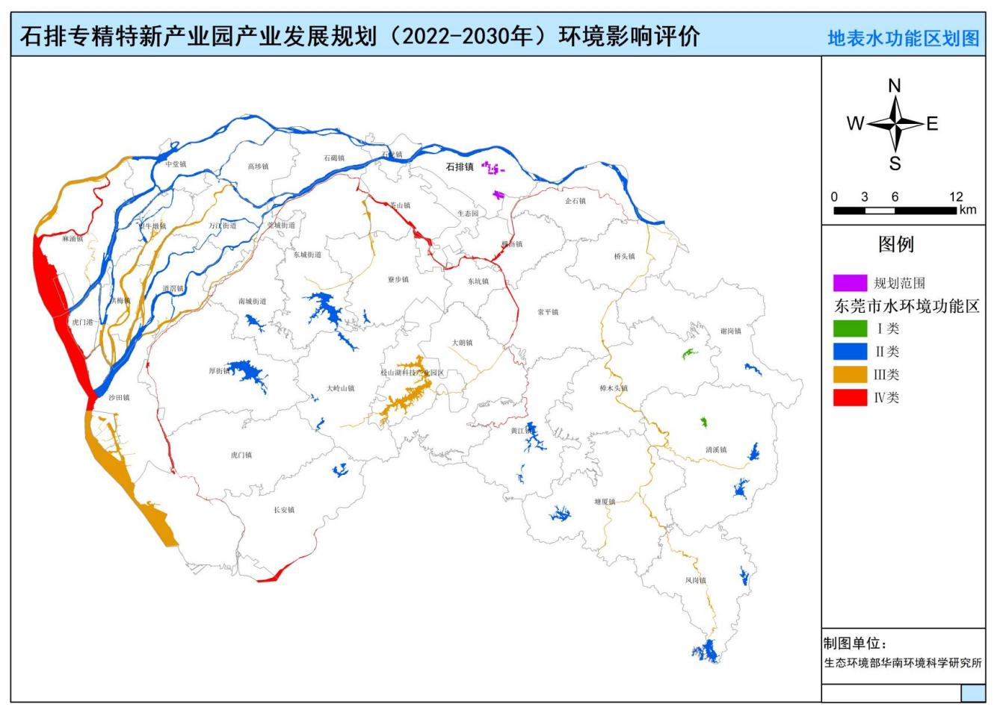 石排专精特新产业园产业发展规划（2022-2030年）环境影响评价
地表水功能区划图
N
W E
S
0 3 6 12
km
图例
规划范围
东莞市水环境功能区
Ⅰ类
Ⅱ类
Ⅲ类
Ⅳ类
制图单位：
生态环境部华南环境科学研究所
中堂镇
高埗镇
石碣镇
石龙镇
石排镇
企石镇
茶山镇
生态园
望牛墩镇
万江街道
莞城街道
麻涌镇
东城街道
横沥镇
桥头镇
寮步镇
东坑镇
道滘镇
洪梅镇
南城街道
常平镇
虎门港
谢岗镇
大朗镇
厚街镇
松山湖科技产业园区
大岭山镇
樟木头镇
沙田镇
黄江镇
清溪镇
虎门镇
塘厦镇
长安镇
凤岗镇